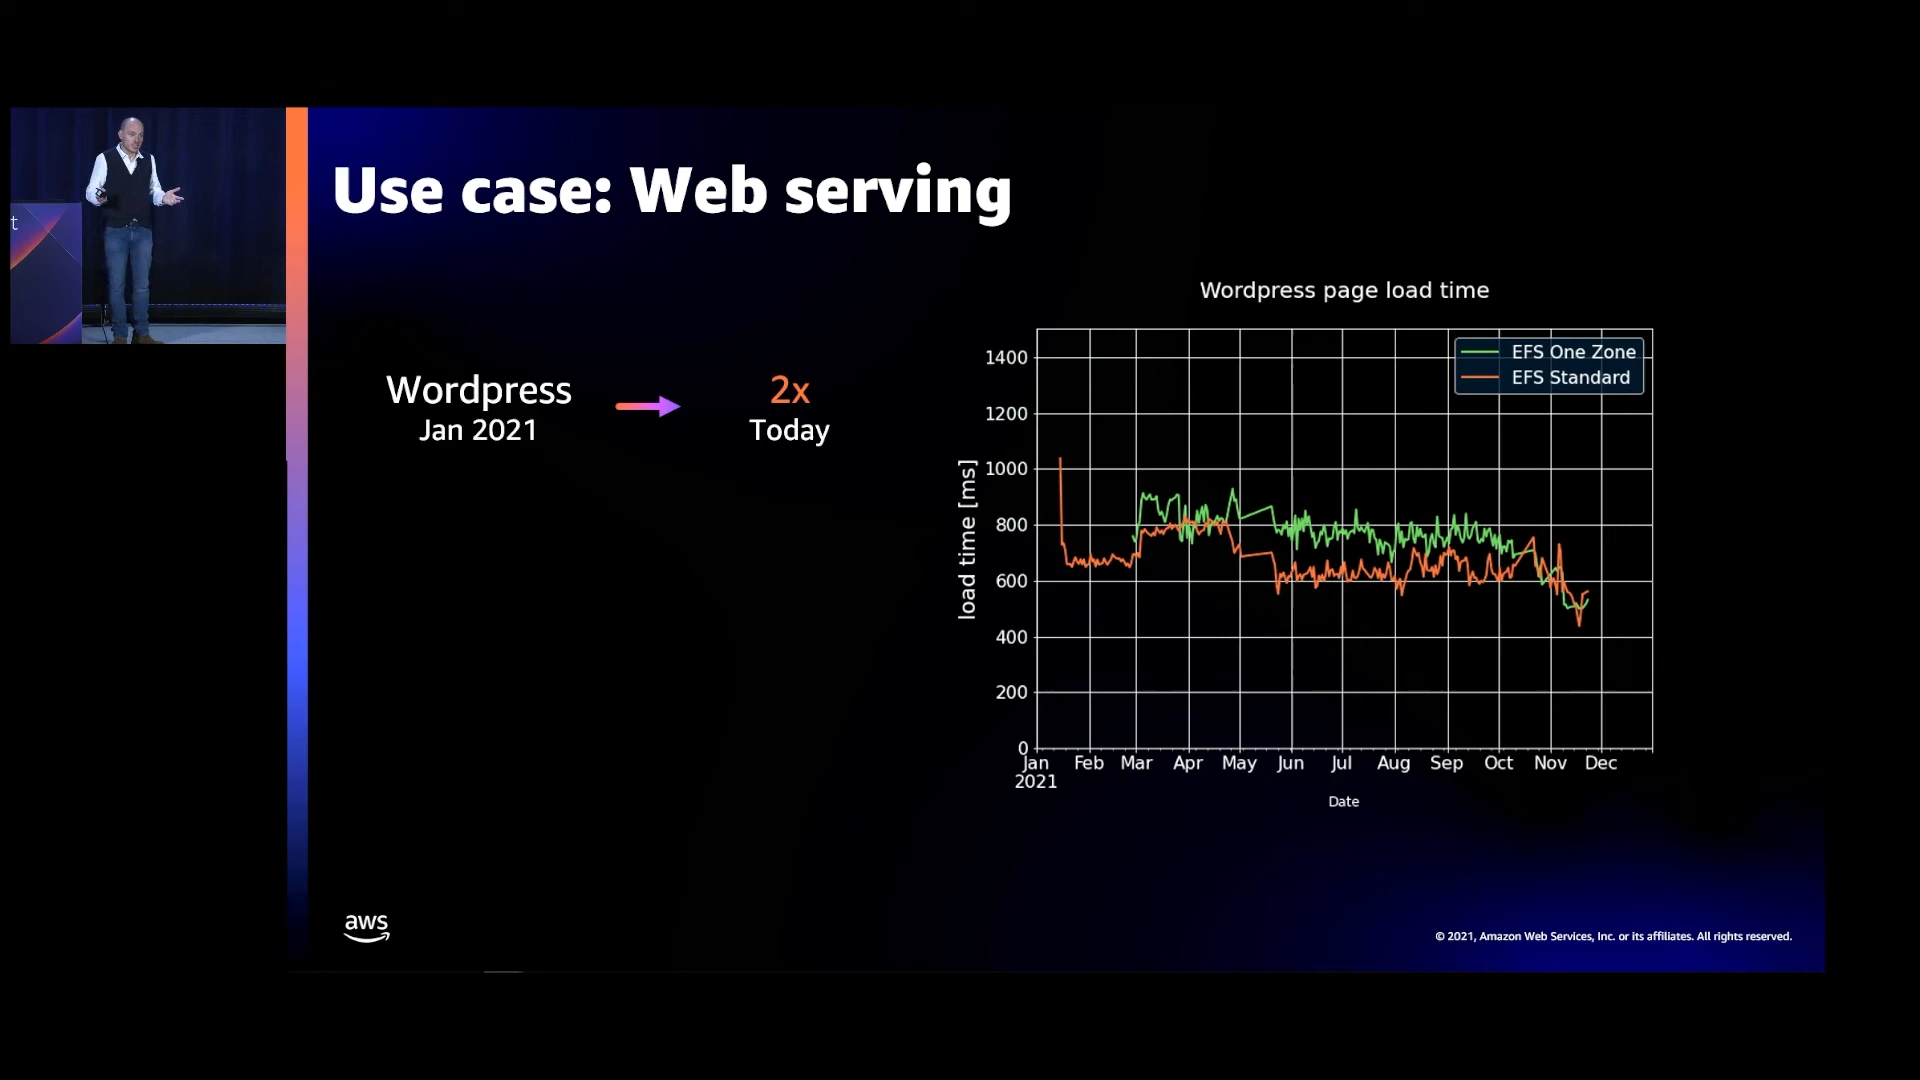 t
Use case: Web serving
Wordpress
Jan 2021
2x
Today
Wordpress page load time
EFS One Zone
EFS Standard
load time [ms]
1400
1200
1000
800
600
400
200
0
Jan Feb Mar Apr May Jun Jul Aug Sep Oct Nov Dec
2021
Date
aws
© 2021, Amazon Web Services, Inc. or its affiliates. All rights reserved.